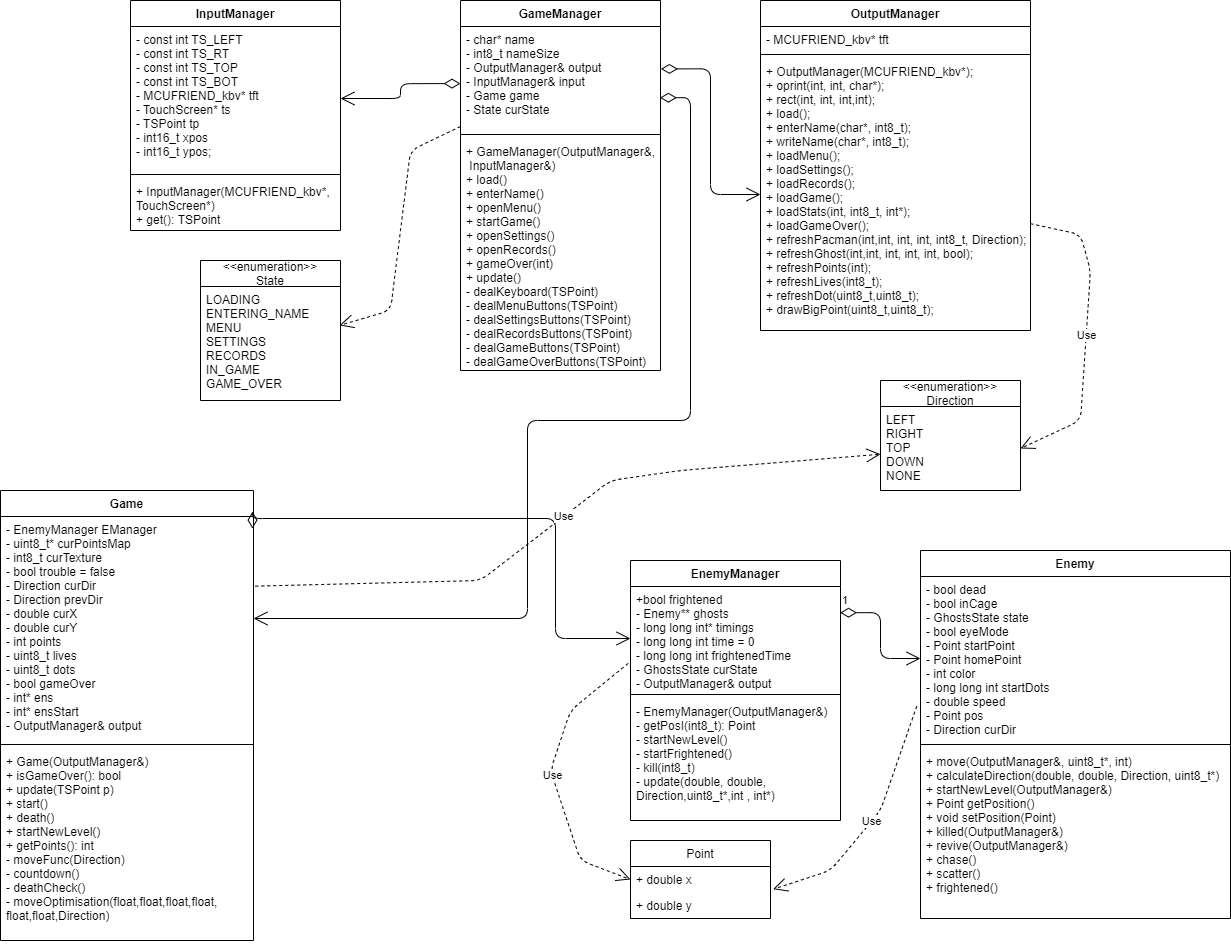 InputManager
- const int TS_LEFT
- const int TS_RT
- const int TS_TOP
- const int TS_BOT
- MCUFRIEND_kbv* tft
- TouchScreen* ts
- TSPoint tp
- int16_t xpos
- int16_t ypos;
+ InputManager(MCUFRIEND_kbv*,
TouchScreen*)
+ get(): TSPoint
GameManager
- char* name
- int8_t nameSize
- OutputManager& output
- InputManager& input
- Game game
- State curState
+ GameManager(OutputManager&,
InputManager&)
+ load()
+ enterName()
+ openMenu()
+ startGame()
+ openSettings()
+ openRecords()
+ gameOver(int)
+ update()
- dealKeyboard(TSPoint)
- dealMenuButtons(TSPoint)
- dealSettingsButtons(TSPoint)
- dealRecordsButtons(TSPoint)
- dealGameButtons(TSPoint)
- dealGameOverButtons(TSPoint)
OutputManager
- MCUFRIEND_kbv* tft
+ OutputManager(MCUFRIEND_kbv*);
+ oprint(int, int, char*);
+ rect(int, int, int,int);
+ load();
+ enterName(char*, int8_t);
+ writeName(char*, int8_t);
+ loadMenu();
+ loadSettings();
+ loadRecords();
+ loadGame();
+ loadStats(int, int8_t, int*);
+ loadGameOver();
+ refreshPacman(int,int, int, int, int8_t, Direction);
+ refreshGhost(int,int, int, int, int, bool);
+ refreshPoints(int);
+ refreshLives(int8_t);
+ refreshDot(uint8_t,uint8_t);
+ drawBigPoint(uint8_t,uint8_t);
<<enumeration>>
State
LOADING
ENTERING_NAME
MENU
SETTINGS
RECORDS
IN_GAME
GAME_OVER
Use
<<enumeration>>
Direction
LEFT
RIGHT
TOP
DOWN
NONE
Game
- EnemyManager EManager
- uint8_t* curPointsMap
- int8_t curTexture
- bool trouble = false
- Direction curDir
- Direction prevDir
- double curX
- double curY
- int points
- uint8_t lives
- uint8_t dots
- bool gameOver
- int* ens
- int* ensStart
- OutputManager& output
+ Game(OutputManager&)
+ isGameOver(): bool
+ update(TSPoint p)
+ start()
+ death()
+ startNewLevel()
+ getPoints(): int
- moveFunc(Direction)
- countdown()
- deathCheck()
- moveOptimisation(float,float,float,float,
float,float,Direction)
Use
EnemyManager
+bool frightened
- Enemy** ghosts
- long long int* timings
- long long int time = 0
- long long int frightenedTime
- GhostsState curState
- OutputManager& output
- EnemyManager(OutputManager&)
- getPosI(int8_t): Point
- startNewLevel()
- startFrightened()
- kill(int8_t)
- update(double, double,
Direction,uint8_t*,int , int*)
1
Enemy
- bool dead
- bool inCage
- GhostsState state
- bool eyeMode
- Point startPoint
- Point homePoint
- int color
- long long int startDots
- double speed
- Point pos
- Direction curDir
+ move(OutputManager&, uint8_t*, int)
+ calculateDirection(double, double, Direction, uint8_t*)
+ startNewLevel(OutputManager&)
+ Point getPosition()
+ void setPosition(Point)
+ killed(OutputManager&)
+ revive(OutputManager&)
+ chase()
+ scatter()
+ frightened()
Use
Use
Point
+ double x
+ double y